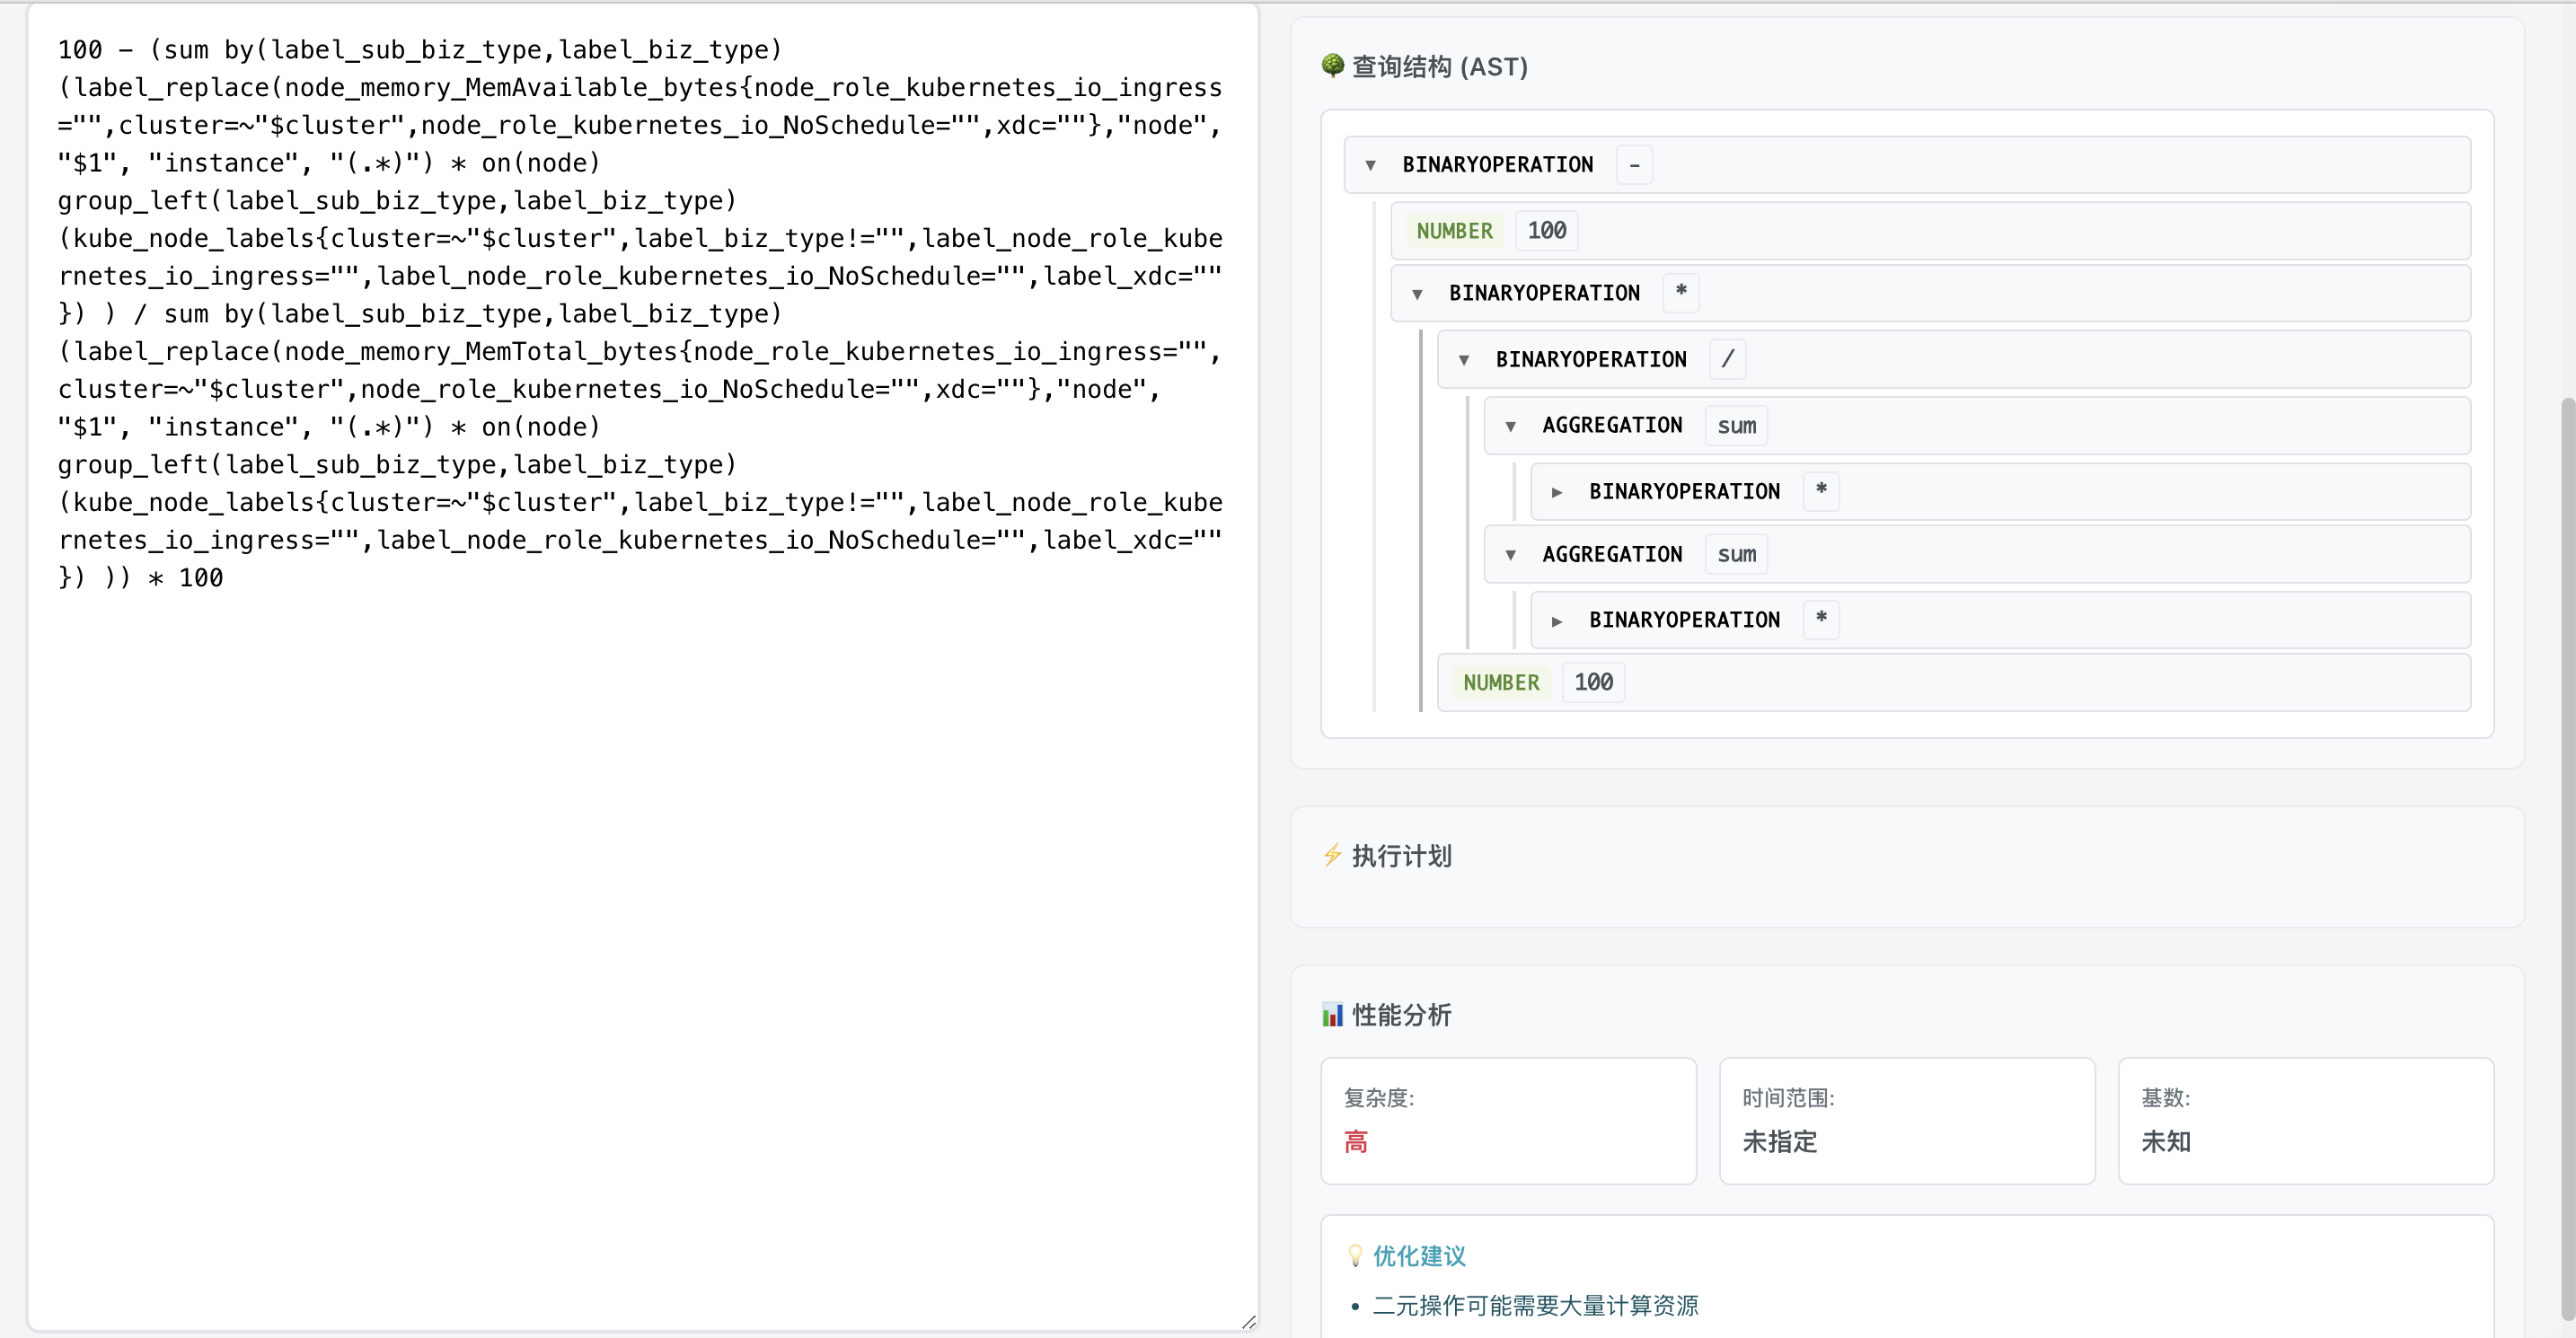 100 − (sum by(label_sub_biz_type,label_biz_type)
(label_replace(node_memory_MemAvailable_bytes{node_role_kubernetes_io_ingress
="",cluster=~"$cluster",node_role_kubernetes_io_NoSchedule="",xdc=""},"node",
"$1", "instance", "(.*)") * on(node)
group_left(label_sub_biz_type,label_biz_type)
(kube_node_labels{cluster=~"$cluster",label_biz_type!="",label_node_role_kube
rnetes_io_ingress="",label_node_role_kubernetes_io_NoSchedule="",label_xdc=""
}) ) / sum by(label_sub_biz_type,label_biz_type)
(label_replace(node_memory_MemTotal_bytes{node_role_kubernetes_io_ingress="",
cluster=~"$cluster",node_role_kubernetes_io_NoSchedule="",xdc=""},"node",
"$1", "instance", "(.*)") * on(node)
group_left(label_sub_biz_type,label_biz_type)
(kube_node_labels{cluster=~"$cluster",label_biz_type!="",label_node_role_kube
rnetes_io_ingress="",label_node_role_kubernetes_io_NoSchedule="",label_xdc=""
}) )) * 100
🌳 查询结构 (AST)
▼ BINARYOPERATION -
NUMBER 100
▼ BINARYOPERATION *
▼ BINARYOPERATION /
▼ AGGREGATION sum
▶ BINARYOPERATION *
▼ AGGREGATION sum
▶ BINARYOPERATION *
NUMBER 100
⚡ 执行计划
📊 性能分析
复杂度:
高
时间范围:
未指定
基数:
未知
💡 优化建议
• 二元操作可能需要大量计算资源